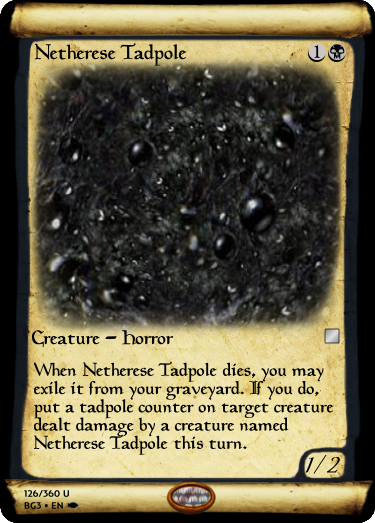 Netherese Tadpole 1
Creature – Horror
When Netherese Tadpole dies, you may
exile it from your graveyard. If you do,
put a tadpole counter on target creature
dealt damage by a creature named
Netherese Tadpole this turn.
1/2
126/360 U
BG3 • EN